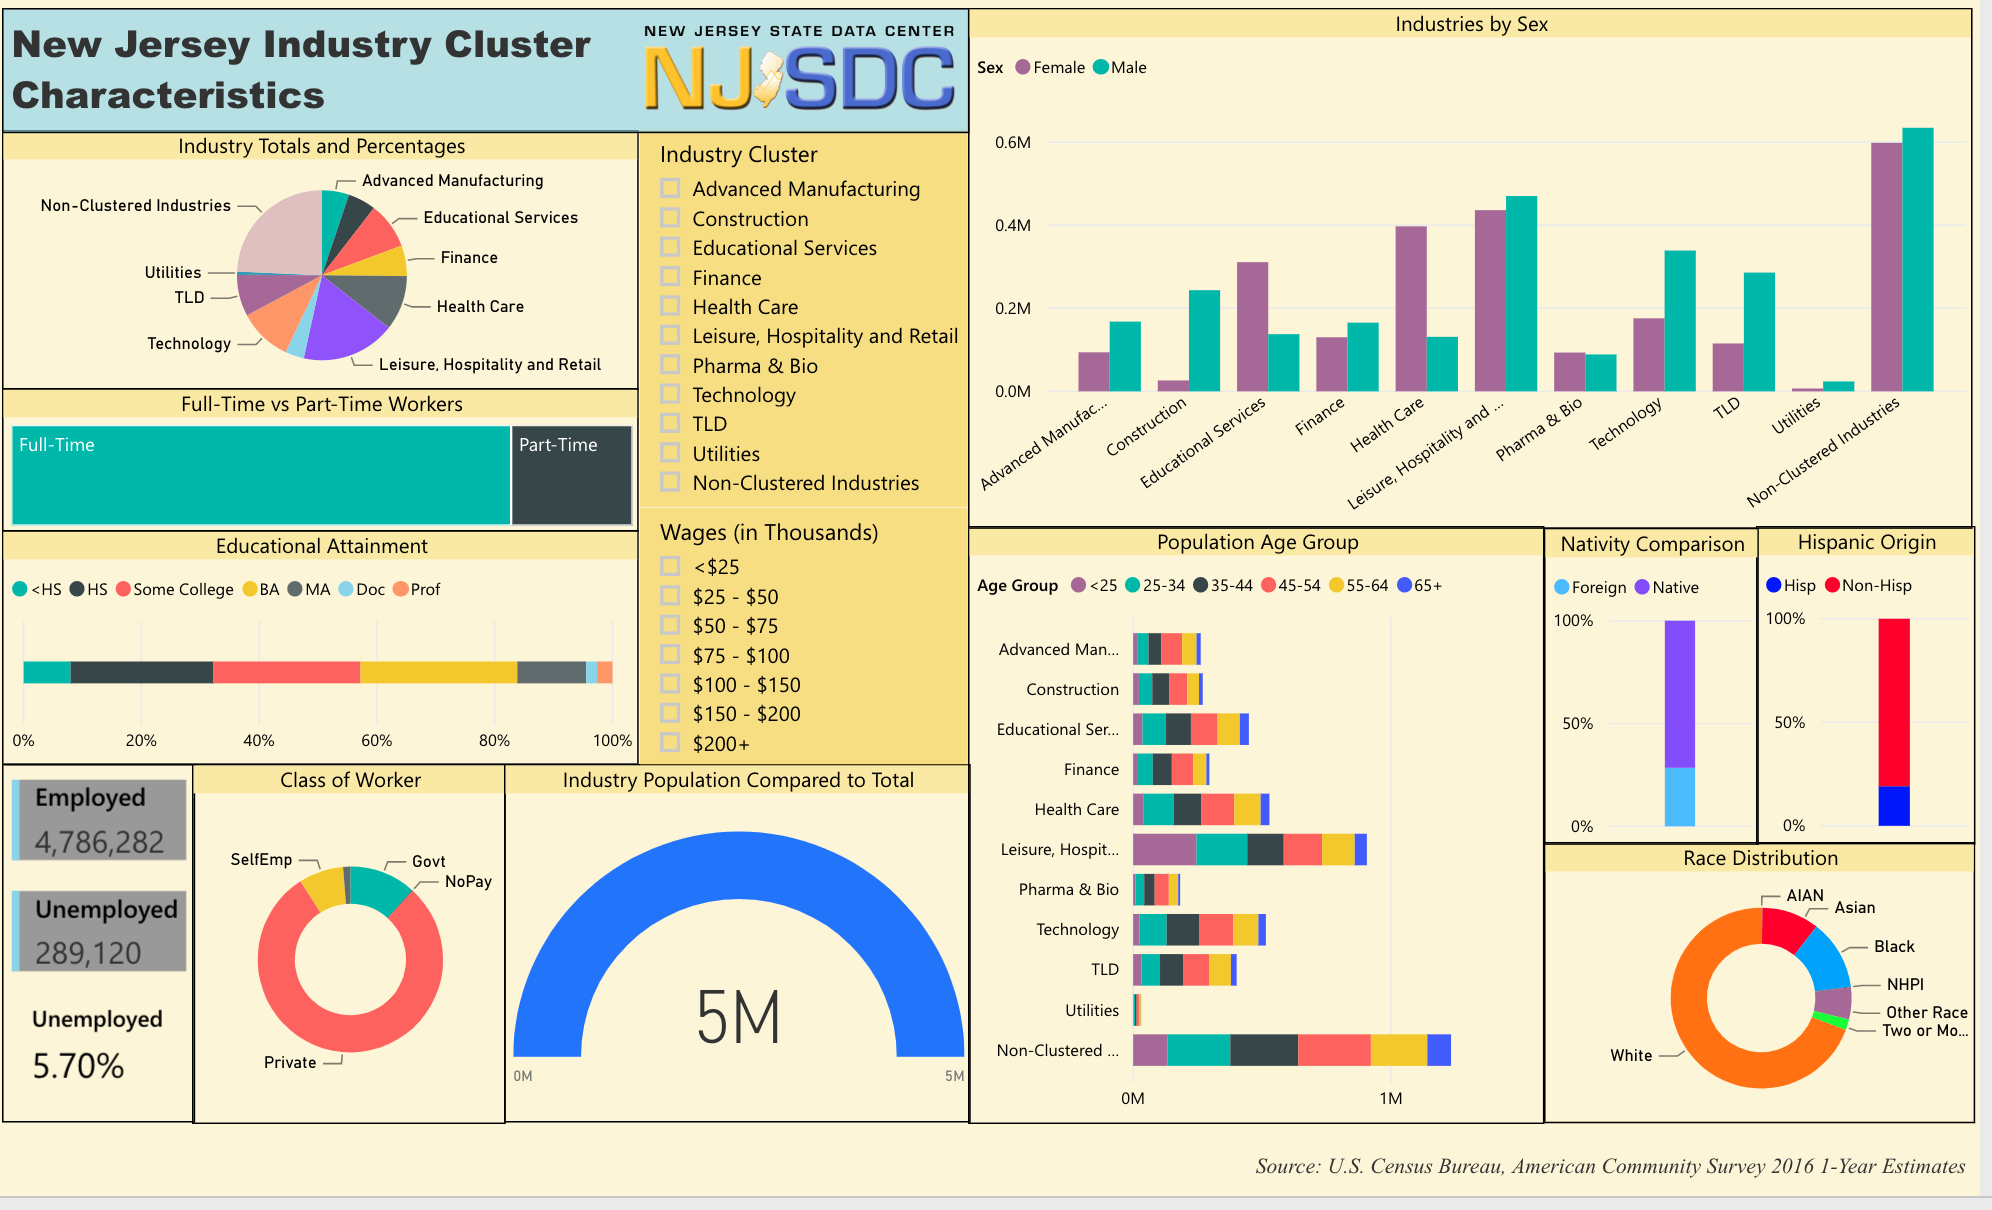 New Jersey Industry Cluster
Characteristics
NEW JERSEY STATE DATA CENTER
NJSDC
Industry Totals and Percentages
Advanced Manufacturing
Non-Clustered Industries
Educational Services
Finance
Utilities
TLD
Health Care
Technology
Leisure, Hospitality and Retail
Full-Time vs Part-Time Workers
Full-Time
Part-Time
Educational Attainment
<HS
HS
Some College
BA
MA
Doc
Prof
0%
20%
40%
60%
80%
100%
Industry Cluster
Advanced Manufacturing
Construction
Educational Services
Finance
Health Care
Leisure, Hospitality and Retail
Pharma & Bio
Technology
TLD
Utilities
Non-Clustered Industries
Wages (in Thousands)
<$25
$25 - $50
$50 - $75
$75 - $100
$100 - $150
$150 - $200
$200+
Employed
4,786,282
Unemployed
289,120
Unemployed
5.70%
Class of Worker
SelfEmp
Govt
NoPay
Private
Industry Population Compared to Total
5M
0M
5M
Industries by Sex
Sex
Female
Male
0.6M
0.4M
0.2M
0.0M
Advanced Manufac...
Construction
Educational Services
Finance
Health Care
Leisure, Hospitality and ...
Pharma & Bio
Technology
TLD
Utilities
Non-Clustered Industries
Population Age Group
Age Group
<25
25-34
35-44
45-54
55-64
65+
Advanced Man...
Construction
Educational Ser...
Finance
Health Care
Leisure, Hospit...
Pharma & Bio
Technology
TLD
Utilities
Non-Clustered ...
0M
1M
Nativity Comparison
Foreign
Native
100%
50%
0%
Hispanic Origin
Hisp
Non-Hisp
100%
50%
0%
Race Distribution
AIAN
Asian
Black
NHPI
Other Race
Two or Mo...
White
Source: U.S. Census Bureau, American Community Survey 2016 1-Year Estimates